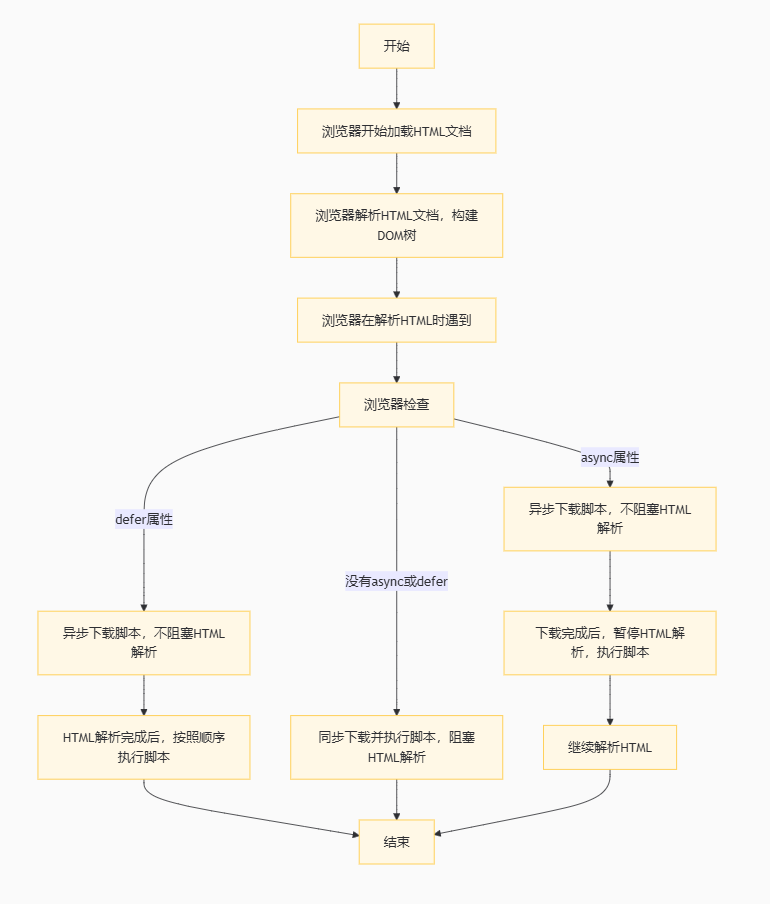 开始
浏览器开始加载HTML文档
浏览器解析HTML文档，构建
DOM树
浏览器在解析HTML时遇到
浏览器检查
defer属性
没有async或defer
async属性
异步下载脚本，不阻塞HTML
解析
下载完成后，暂停HTML解
析，执行脚本
异步下载脚本，不阻塞HTML
解析
HTML解析完成后，按照顺序
执行脚本
同步下载并执行脚本，阻塞
HTML解析
继续解析HTML
结束